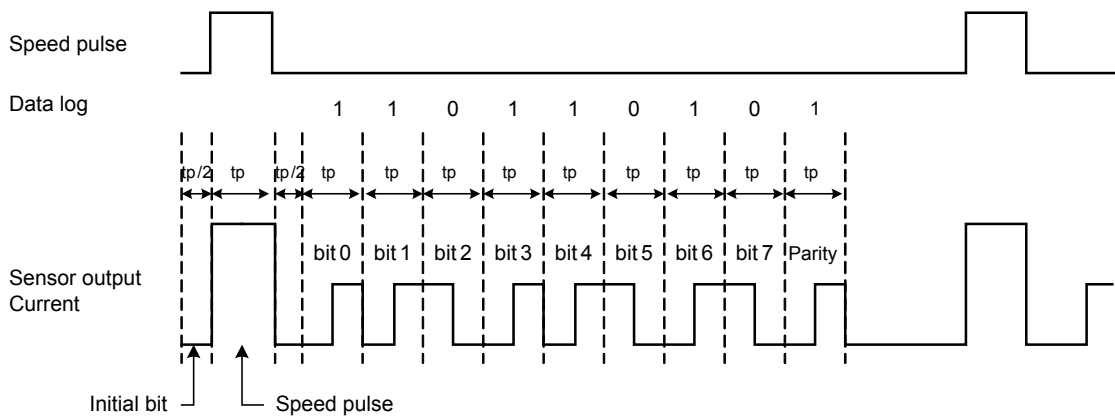 Speed pulse
Data log 1 1 0 1 1 0 1 0 1
tp/2 tp tp/2 tp tp tp tp tp tp tp tp tp
bit 0 bit 1 bit 2 bit 3 bit 4 bit 5 bit 6 bit 7 Parity
Sensor output
Current
Initial bit Speed pulse